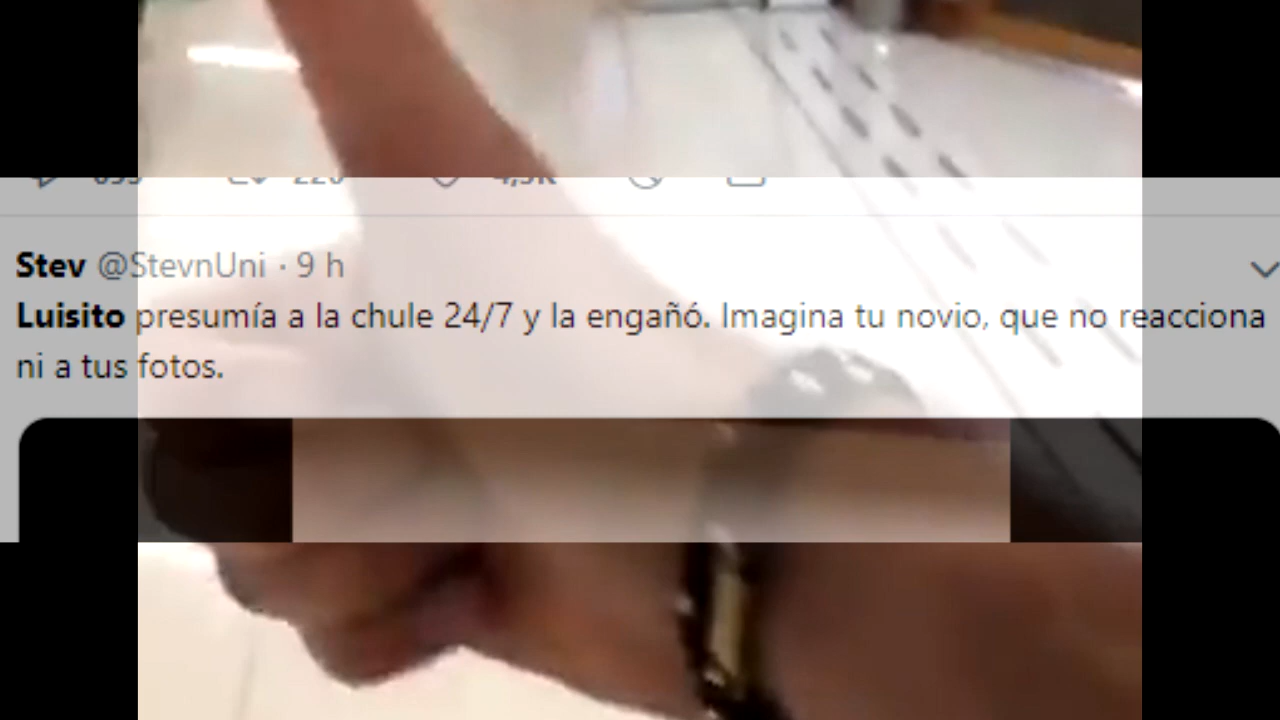 Stev @StevnUni · 9 h
Luisito presumía a la chule 24/7 y la engañó. Imagina tu novio, que no reacciona
ni a tus fotos.